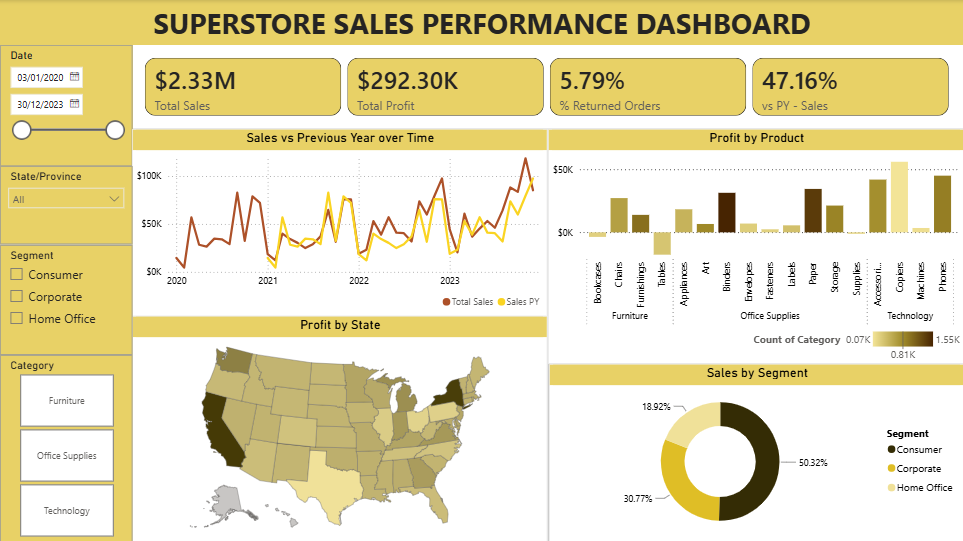 SUPERSTORE SALES PERFORMANCE DASHBOARD
Date
03/01/2020
30/12/2023
State/Province
All
Segment
Consumer
Corporate
Home Office
Category
Furniture
Office Supplies
Technology
$2.33M
Total Sales
$292.30K
Total Profit
5.79%
% Returned Orders
47.16%
vs PY - Sales
Sales vs Previous Year over Time
$100K
$50K
$0K
2020 2021 2022 2023
Total Sales Sales PY
Profit by State
Profit by Product
$50K
$0K
Bookcases
Chairs
Furnishings
Tables
Appliances
Art
Binders
Envelopes
Fasteners
Labels
Paper
Storage
Supplies
Accessori...
Copiers
Machines
Phones
Furniture Office Supplies Technology
Count of Category 0.07K 1.55K
0.81K
Sales by Segment
18.92%
50.32%
30.77%
Segment
Consumer
Corporate
Home Office